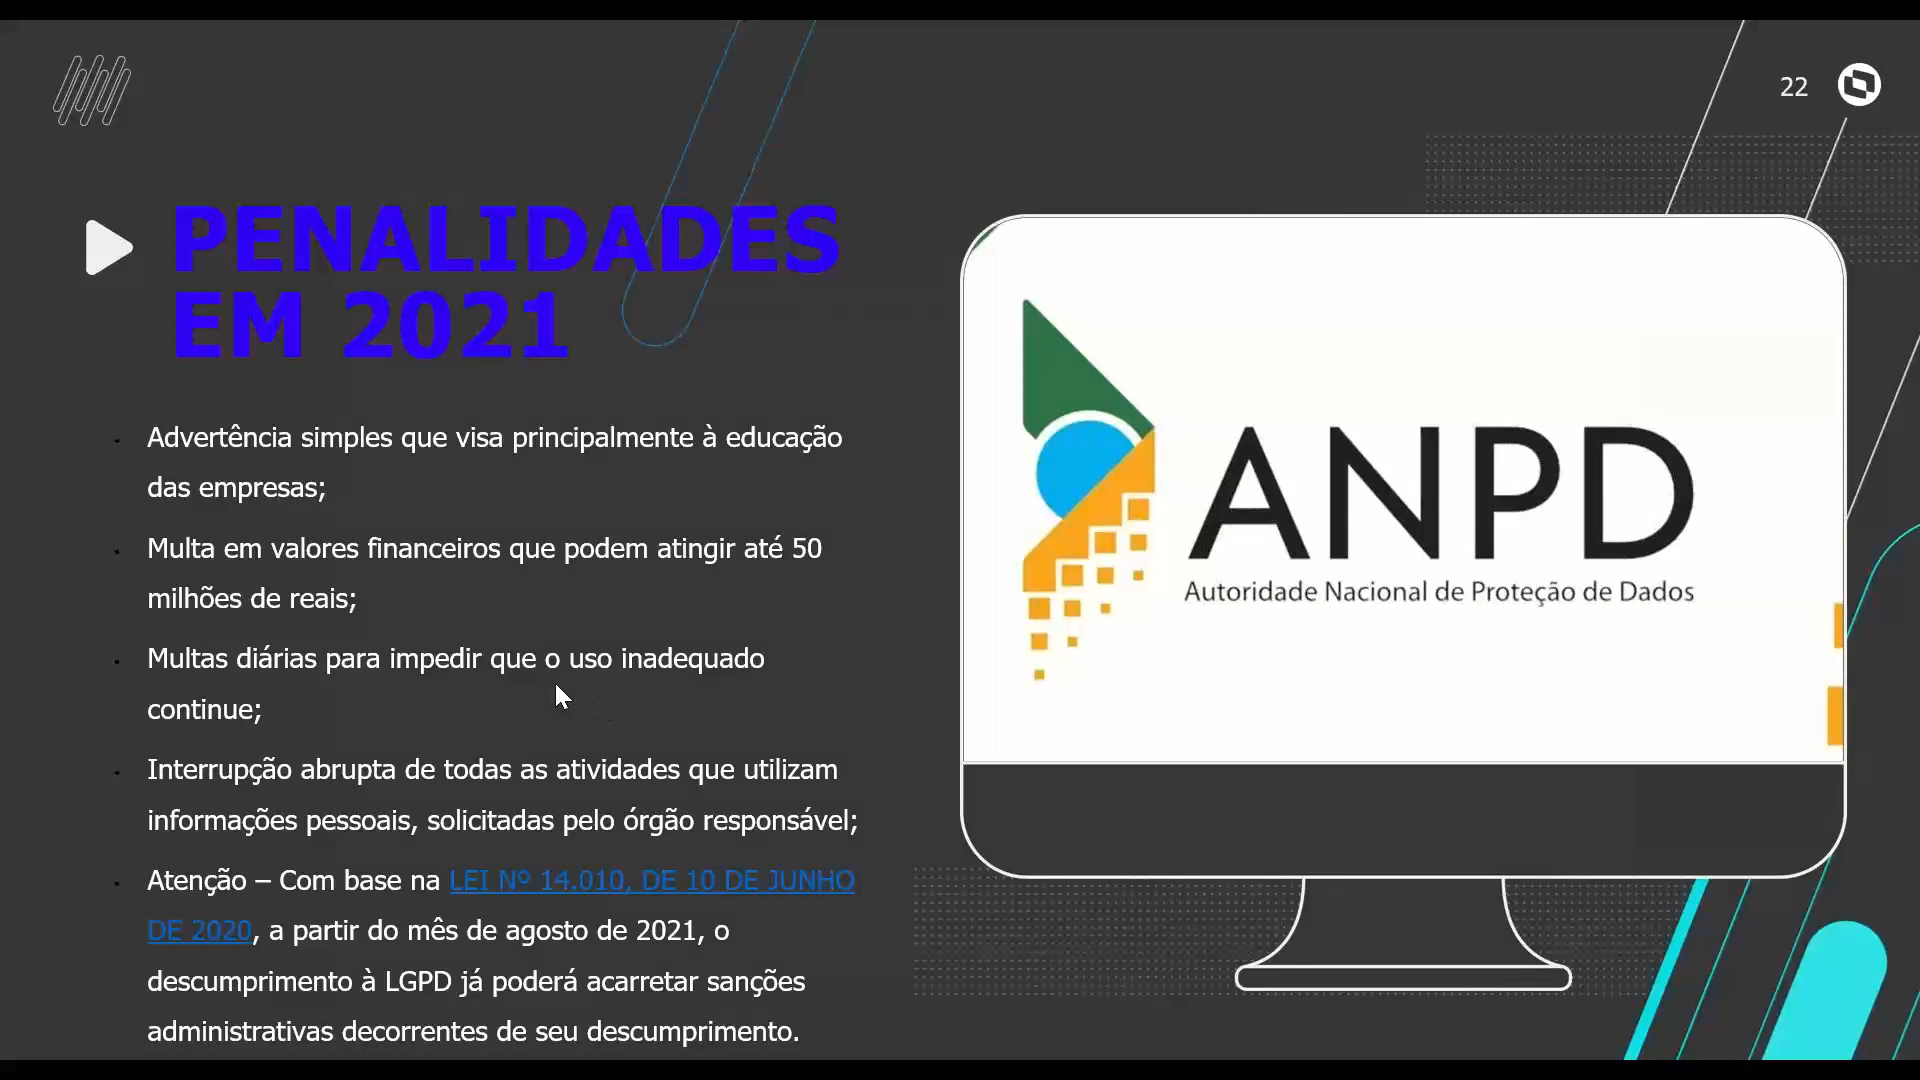 22
PENALIDADES
EM 2021
Advertência simples que visa principalmente à educação
das empresas;
Multa em valores financeiros que podem atingir até 50
milhões de reais;
Multas diárias para impedir que o uso inadequado
continue;
Interrupção abrupta de todas as atividades que utilizam
informações pessoais, solicitadas pelo órgão responsável;
Atenção – Com base na LEI Nº 14.010, DE 10 DE JUNHO
DE 2020, a partir do mês de agosto de 2021, o
descumprimento à LGPD já poderá acarretar sanções
administrativas decorrentes de seu descumprimento.
ANPD
Autoridade Nacional de Proteção de Dados